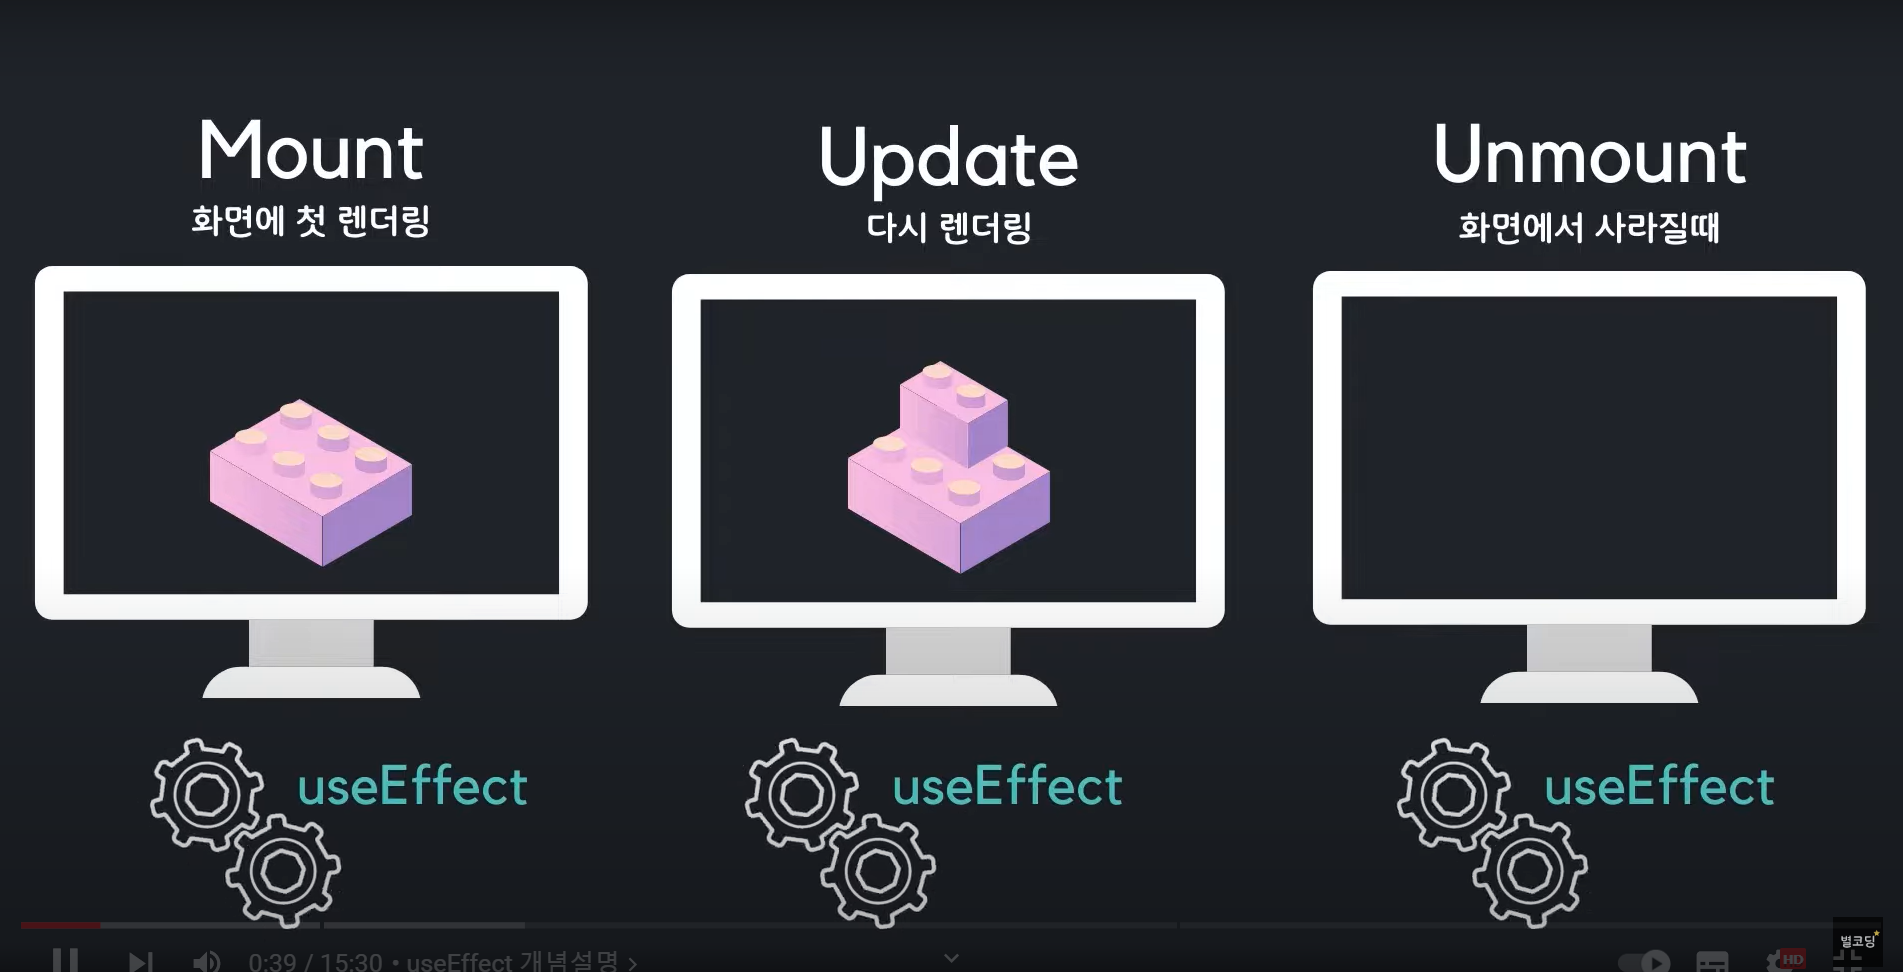 Mount
화면에 첫 렌더링
Update
다시 렌더링
Unmount
화면에서 사라질때
useEffect
useEffect
useEffect
0:39 / 15:30 • useEffect 개념설명 >
HD
별코딩